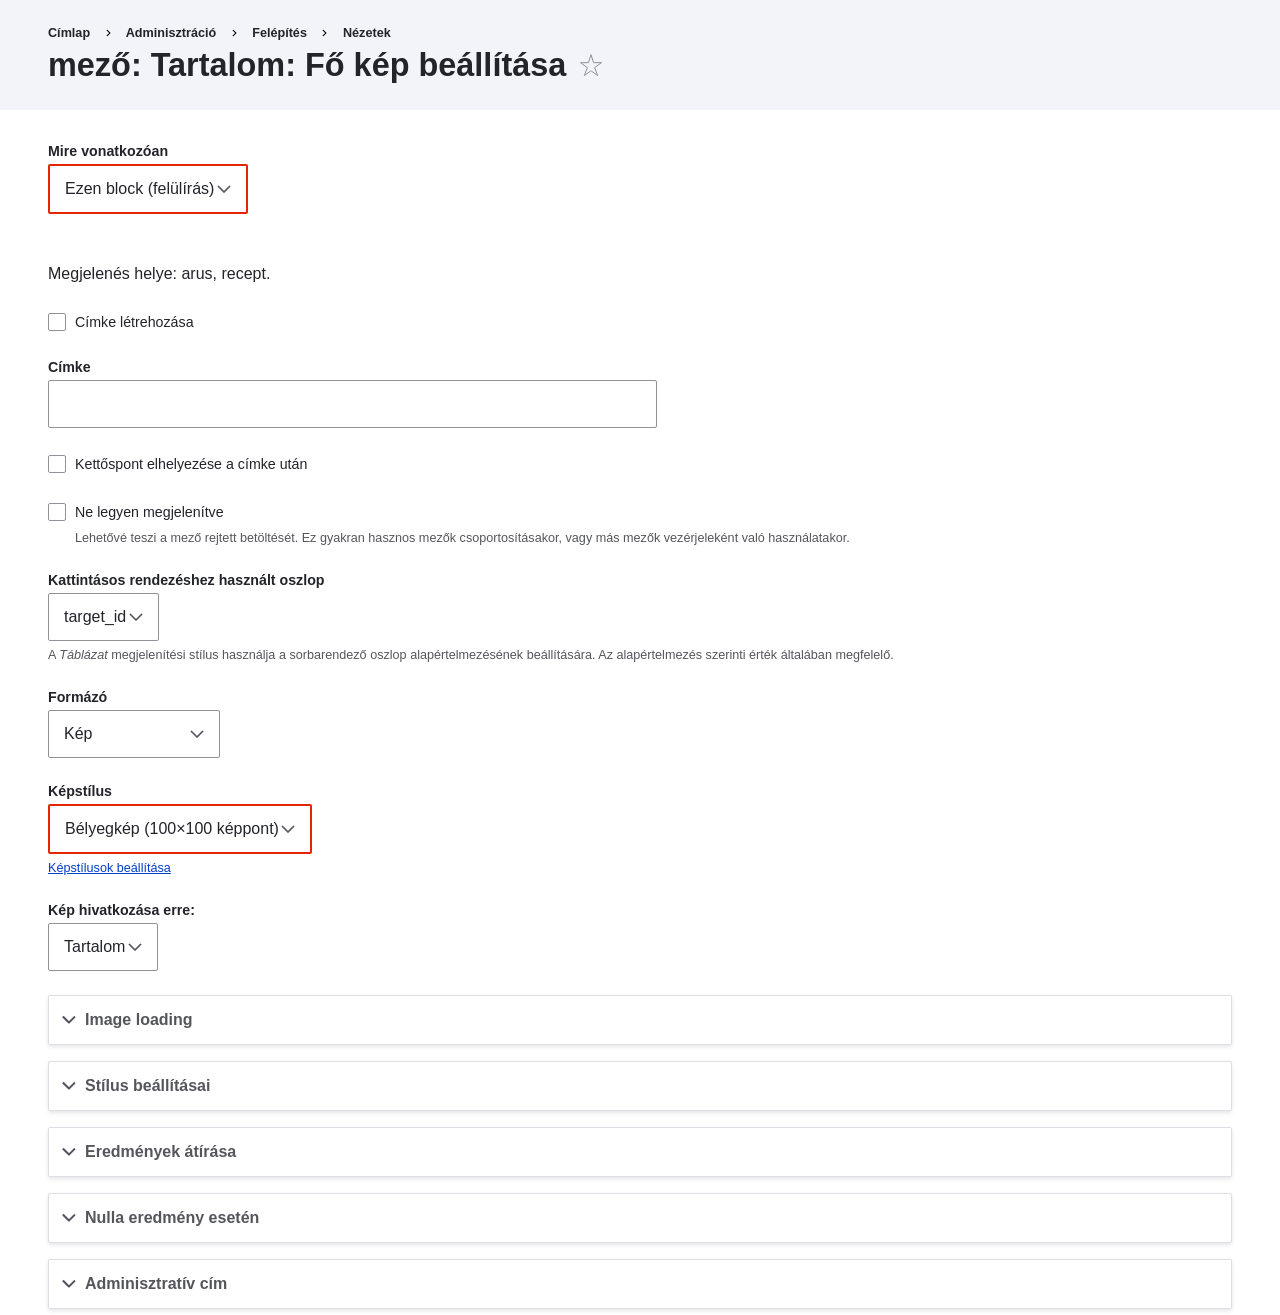 Címlap > Adminisztráció > Felépítés > Nézetek
mező: Tartalom: Fő kép beállítása ☆
Mire vonatkozóan
Ezen block (felülírás)
Megjelenés helye: arus, recept.
Címke létrehozása
Címke
Kettőspont elhelyezése a címke után
Ne legyen megjelenítve
Lehetővé teszi a mező rejtett betöltését. Ez gyakran hasznos mezők csoportosításakor, vagy más mezők vezérjeleként való használatakor.
Kattintásos rendezéshez használt oszlop
target_id
A Táblázat megjelenítési stílus használja a sorbarendező oszlop alapértelmezésének beállítására. Az alapértelmezés szerinti érték általában megfelelő.
Formázó
Kép
Képstílus
Bélyegkép (100×100 képpont)
Képstílusok beállítása
Kép hivatkozása erre:
Tartalom
Image loading
Stílus beállításai
Eredmények átírása
Nulla eredmény esetén
Adminisztratív cím